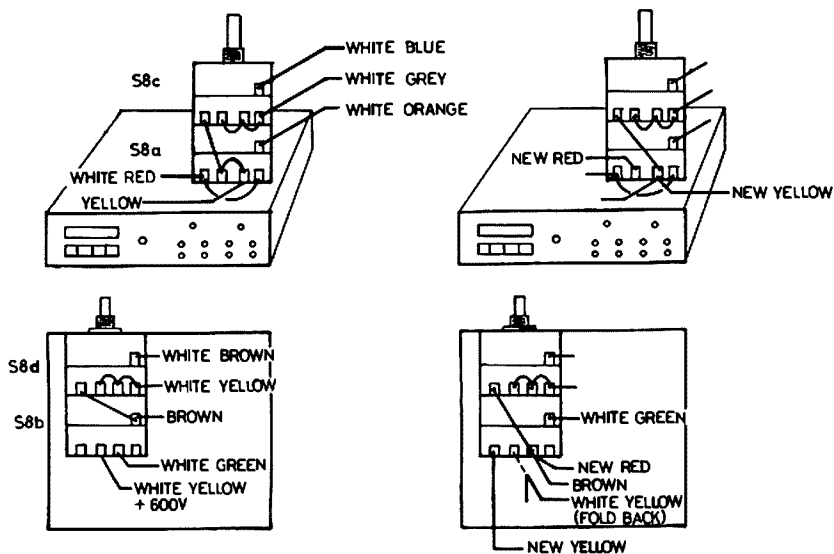 S8c
WHITE BLUE
WHITE GREY
WHITE ORANGE
S8a
WHITE RED
YELLOW
NEW RED
NEW YELLOW
S8d
WHITE BROWN
WHITE YELLOW
S8b
BROWN
WHITE GREEN
WHITE YELLOW
+ 600V
WHITE GREEN
NEW RED
BROWN
WHITE YELLOW
(FOLD BACK)
NEW YELLOW